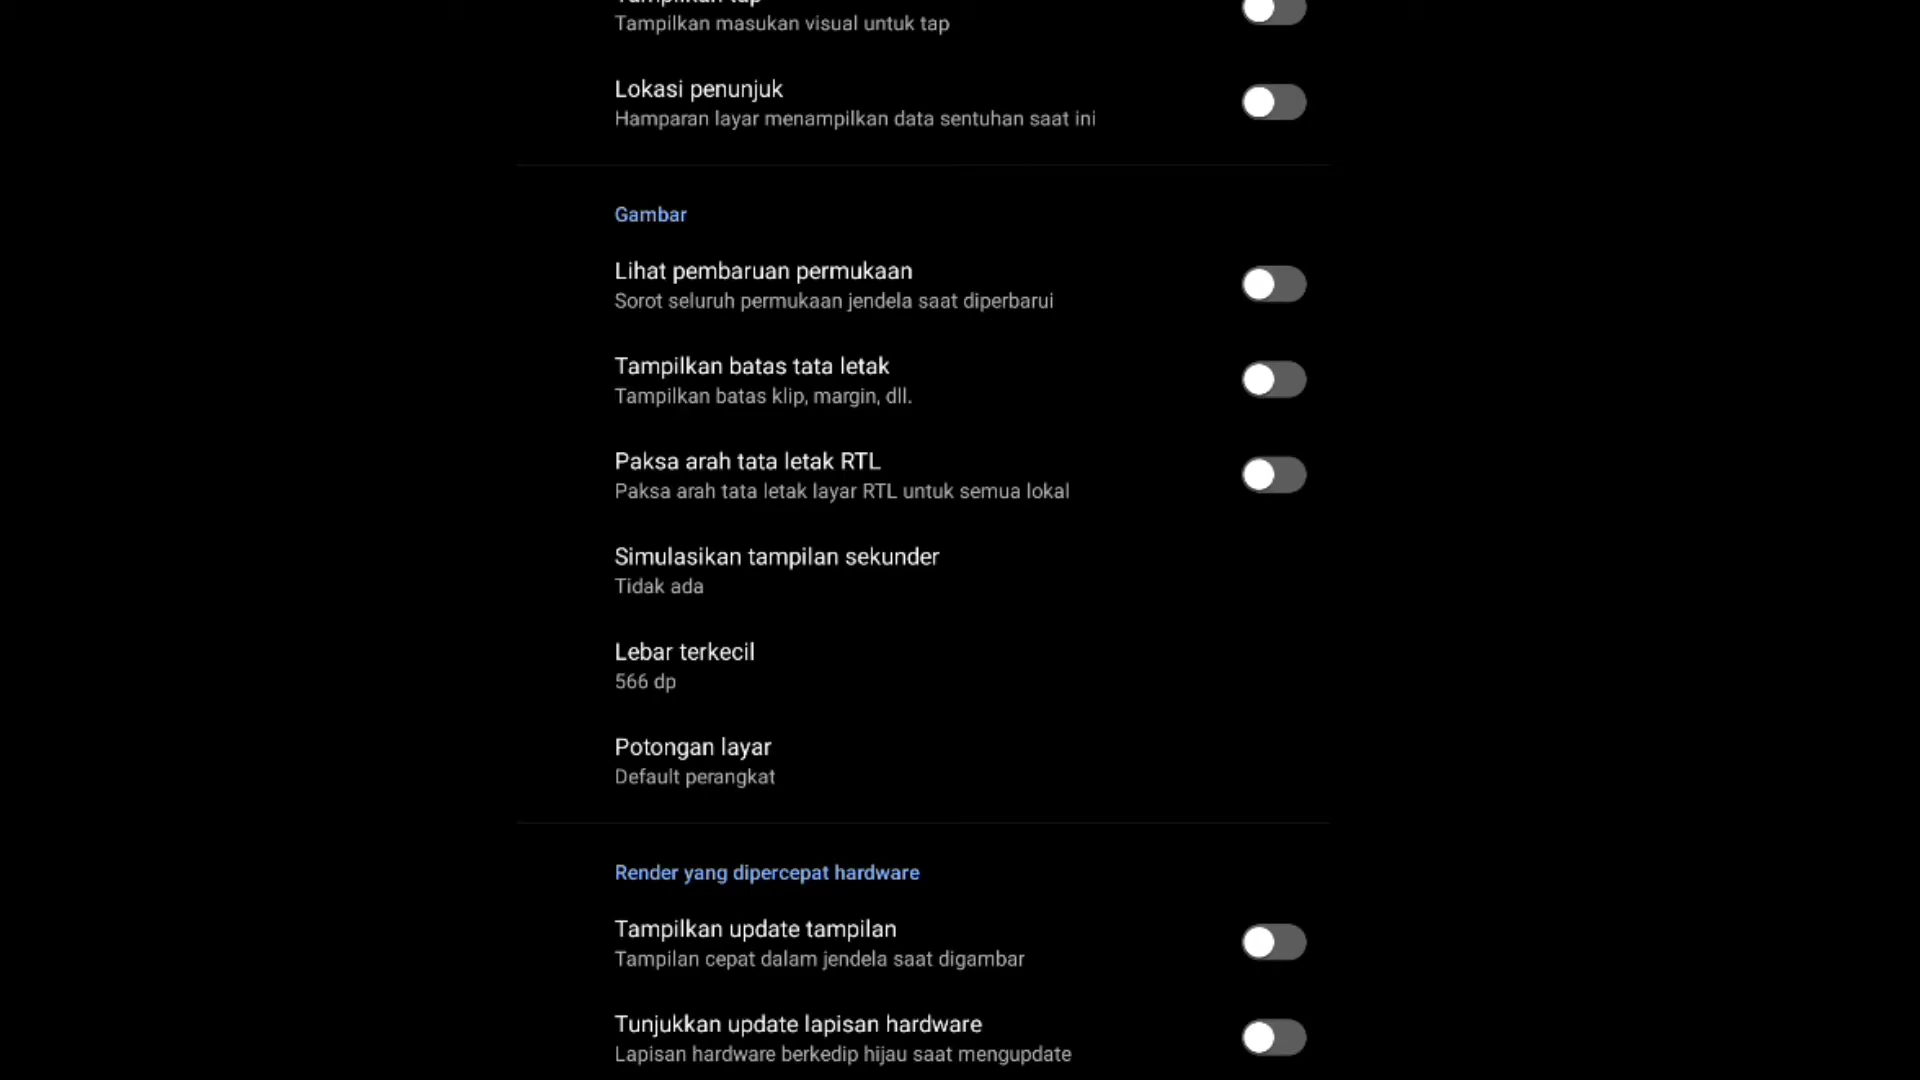 Tampilkan tap
Tampilkan masukan visual untuk tap
Lokasi penunjuk
Hamparan layar menampilkan data sentuhan saat ini
Gambar
Lihat pembaruan permukaan
Sorot seluruh permukaan jendela saat diperbarui
Tampilkan batas tata letak
Tampilkan batas klip, margin, dll.
Paksa arah tata letak RTL
Paksa arah tata letak layar RTL untuk semua lokal
Simulasikan tampilan sekunder
Tidak ada
Lebar terkecil
566 dp
Potongan layar
Default perangkat
Render yang dipercepat hardware
Tampilkan update tampilan
Tampilan cepat dalam jendela saat digambar
Tunjukkan update lapisan hardware
Lapisan hardware berkedip hijau saat mengupdate